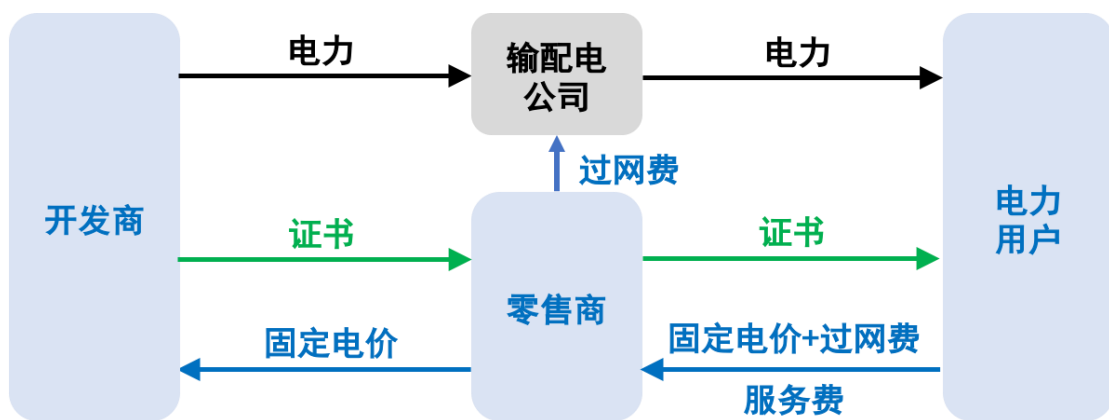 电力
输配电
公司
电力
过网费
开发商
证书
证书
电力
用户
零售商
固定电价
固定电价+过网费
服务费